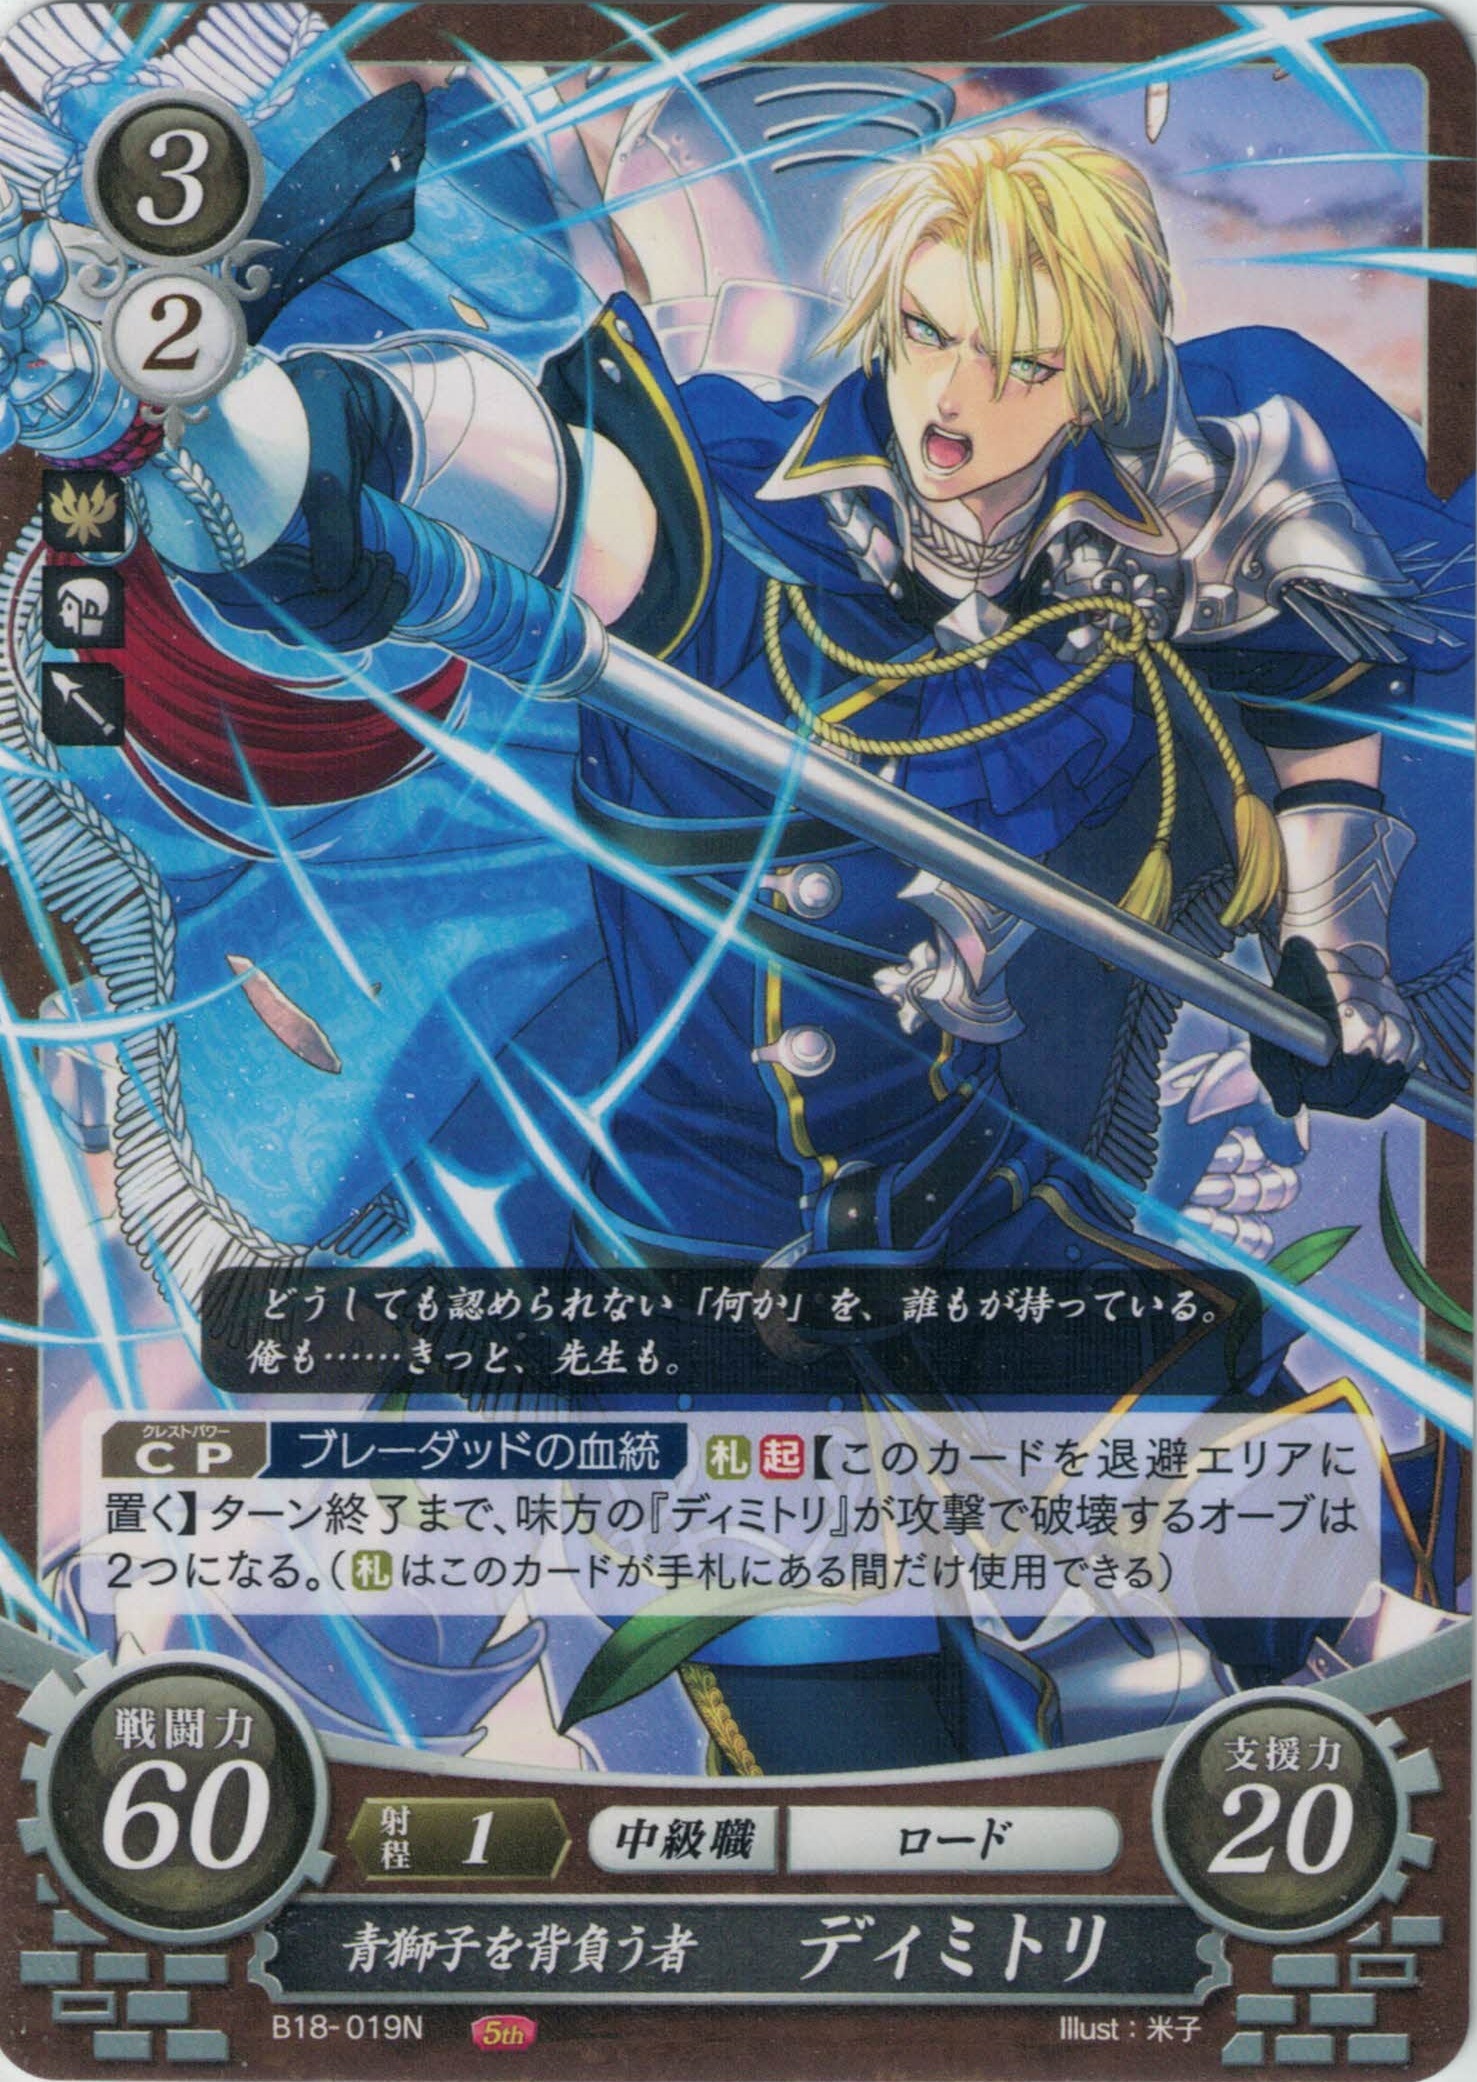 3
2
どうしても認められない「何か」を、誰もが持っている。
俺も……きっと、先生も。
クレストパワー
CP ブレーダッドの血統 札 起【このカードを退避エリアに
置く】ターン終了まで、味方の『ディミトリ』が攻撃で破壊するオーブは
2つになる。（札はこのカードが手札にある間だけ使用できる）
戦闘力
60
射程 1
中級職 ロード
支援力
20
青獅子を背負う者 ディミトリ
B18-019N 5th Illust：米子